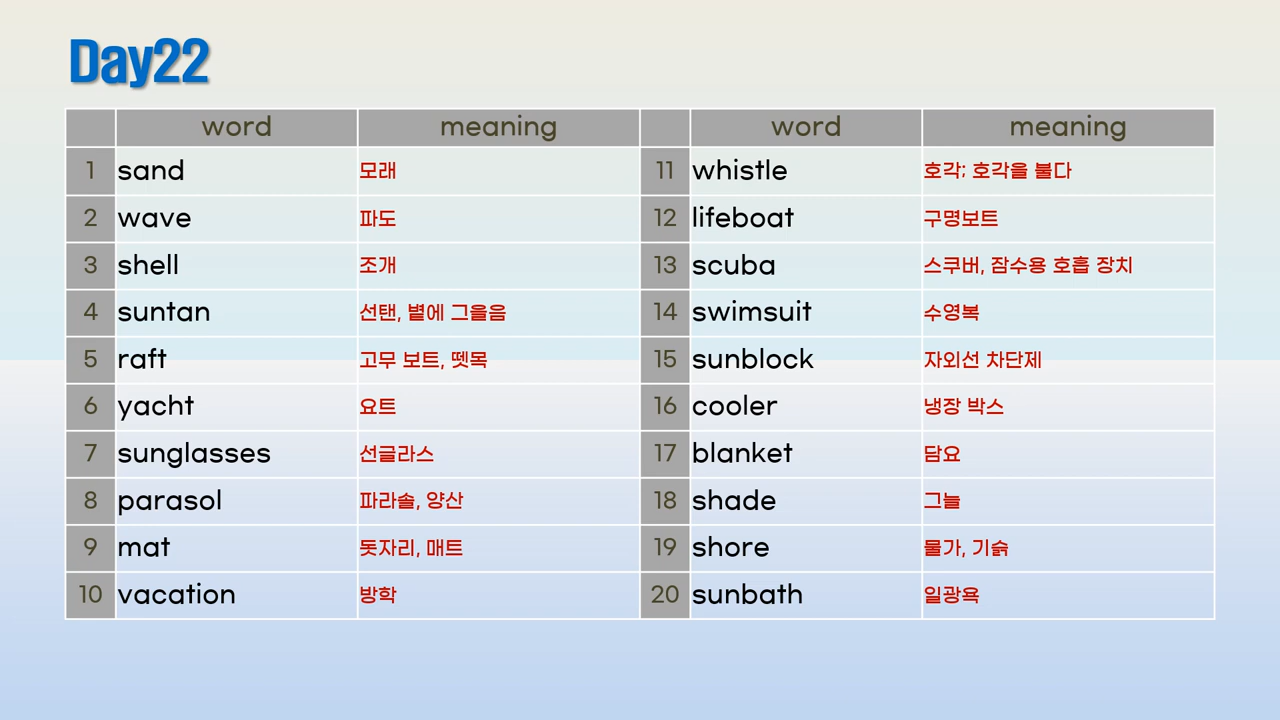 Day22
word meaning word meaning
1 sand 모래 11 whistle 호각; 호각을 불다
2 wave 파도 12 lifeboat 구명보트
3 shell 조개 13 scuba 스쿠버, 잠수용 호흡 장치
4 suntan 선탠, 볕에 그을음 14 swimsuit 수영복
5 raft 고무 보트, 뗏목 15 sunblock 자외선 차단제
6 yacht 요트 16 cooler 냉장 박스
7 sunglasses 선글라스 17 blanket 담요
8 parasol 파라솔, 양산 18 shade 그늘
9 mat 돗자리, 매트 19 shore 물가, 기슭
10 vacation 방학 20 sunbath 일광욕